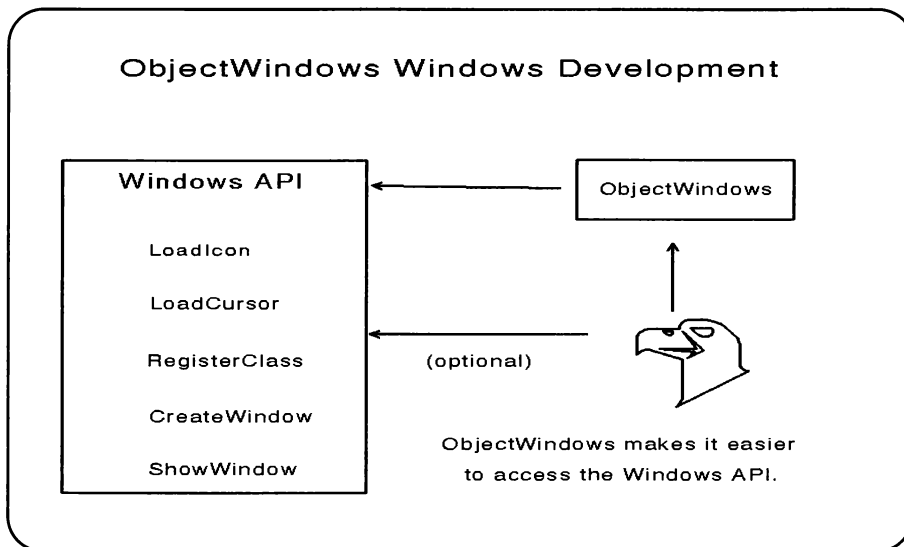 ObjectWindows Windows Development
Windows API
LoadIcon
LoadCursor
RegisterClass
CreateWindow
ShowWindow
ObjectWindows
(optional)
ObjectWindows makes it easier
to access the Windows API.